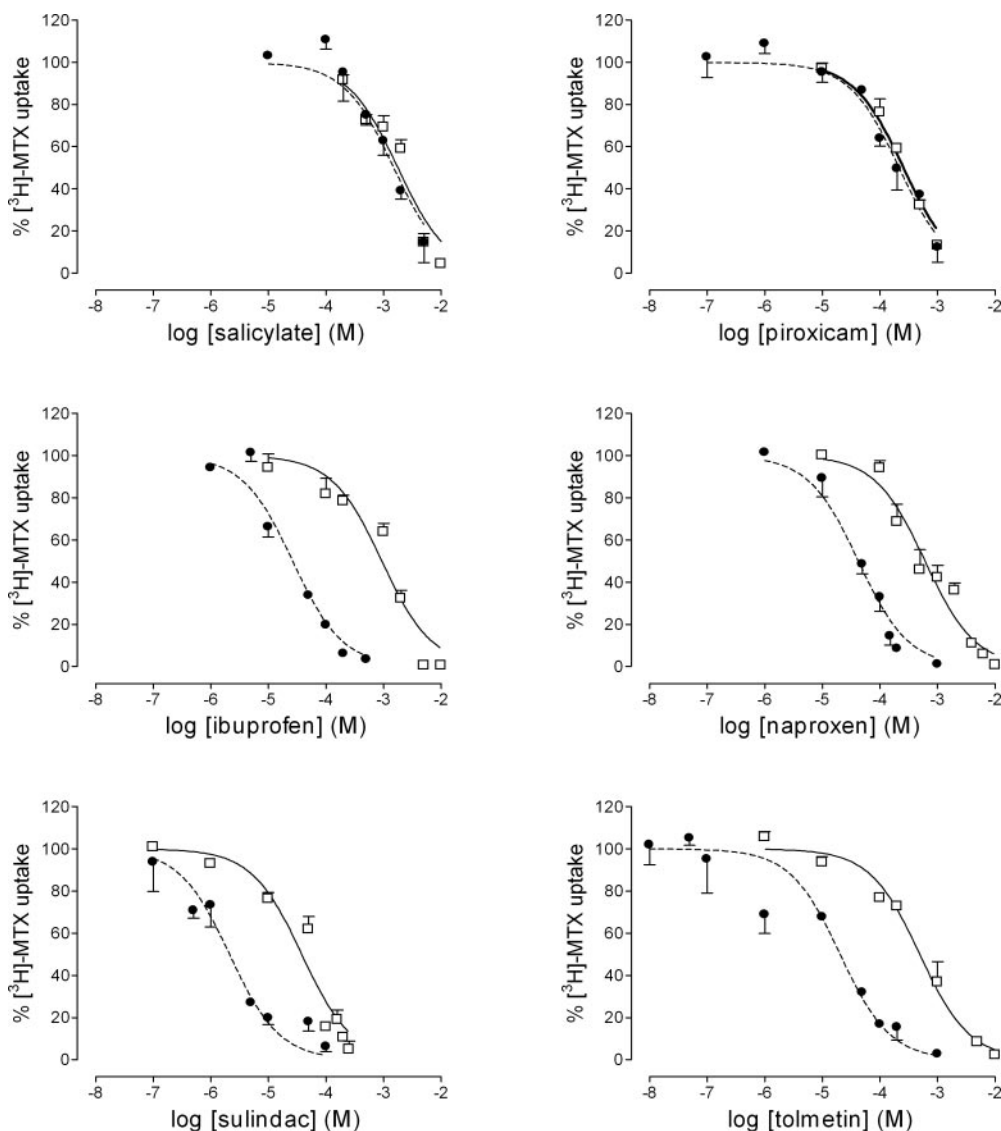 120
100
80
60
40
20
0
% [³H]-MTX uptake
-8 -7 -6 -5 -4 -3 -2
log [salicylate] (M)
120
100
80
60
40
20
0
% [³H]-MTX uptake
-8 -7 -6 -5 -4 -3 -2
log [piroxicam] (M)
120
100
80
60
40
20
0
% [³H]-MTX uptake
-8 -7 -6 -5 -4 -3 -2
log [ibuprofen] (M)
120
100
80
60
40
20
0
% [³H]-MTX uptake
-8 -7 -6 -5 -4 -3 -2
log [naproxen] (M)
120
100
80
60
40
20
0
% [³H]-MTX uptake
-8 -7 -6 -5 -4 -3 -2
log [sulindac] (M)
120
100
80
60
40
20
0
% [³H]-MTX uptake
-8 -7 -6 -5 -4 -3 -2
log [tolmetin] (M)